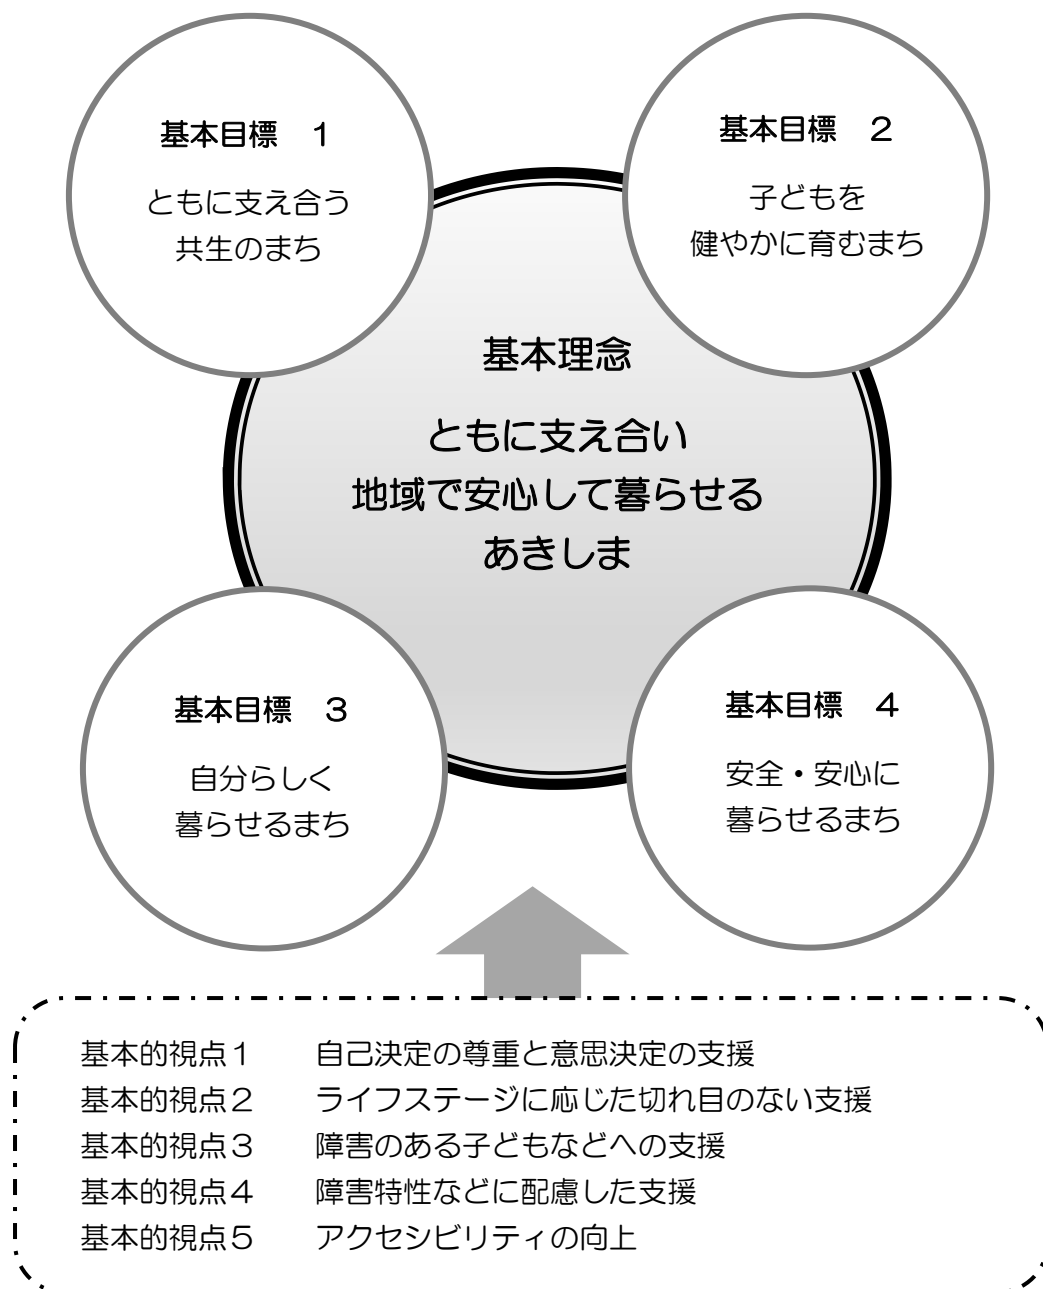 基本目標　１
ともに支え合う
共生のまち
基本目標　２
子どもを
健やかに育むまち
基本理念
ともに支え合い
地域で安心して暮らせる
あきしま
基本目標　３
自分らしく
暮らせるまち
基本目標　４
安全・安心に
暮らせるまち
基本的視点１　　自己決定の尊重と意思決定の支援
基本的視点２　　ライフステージに応じた切れ目のない支援
基本的視点３　　障害のある子どもなどへの支援
基本的視点４　　障害特性などに配慮した支援
基本的視点５　　アクセシビリティの向上